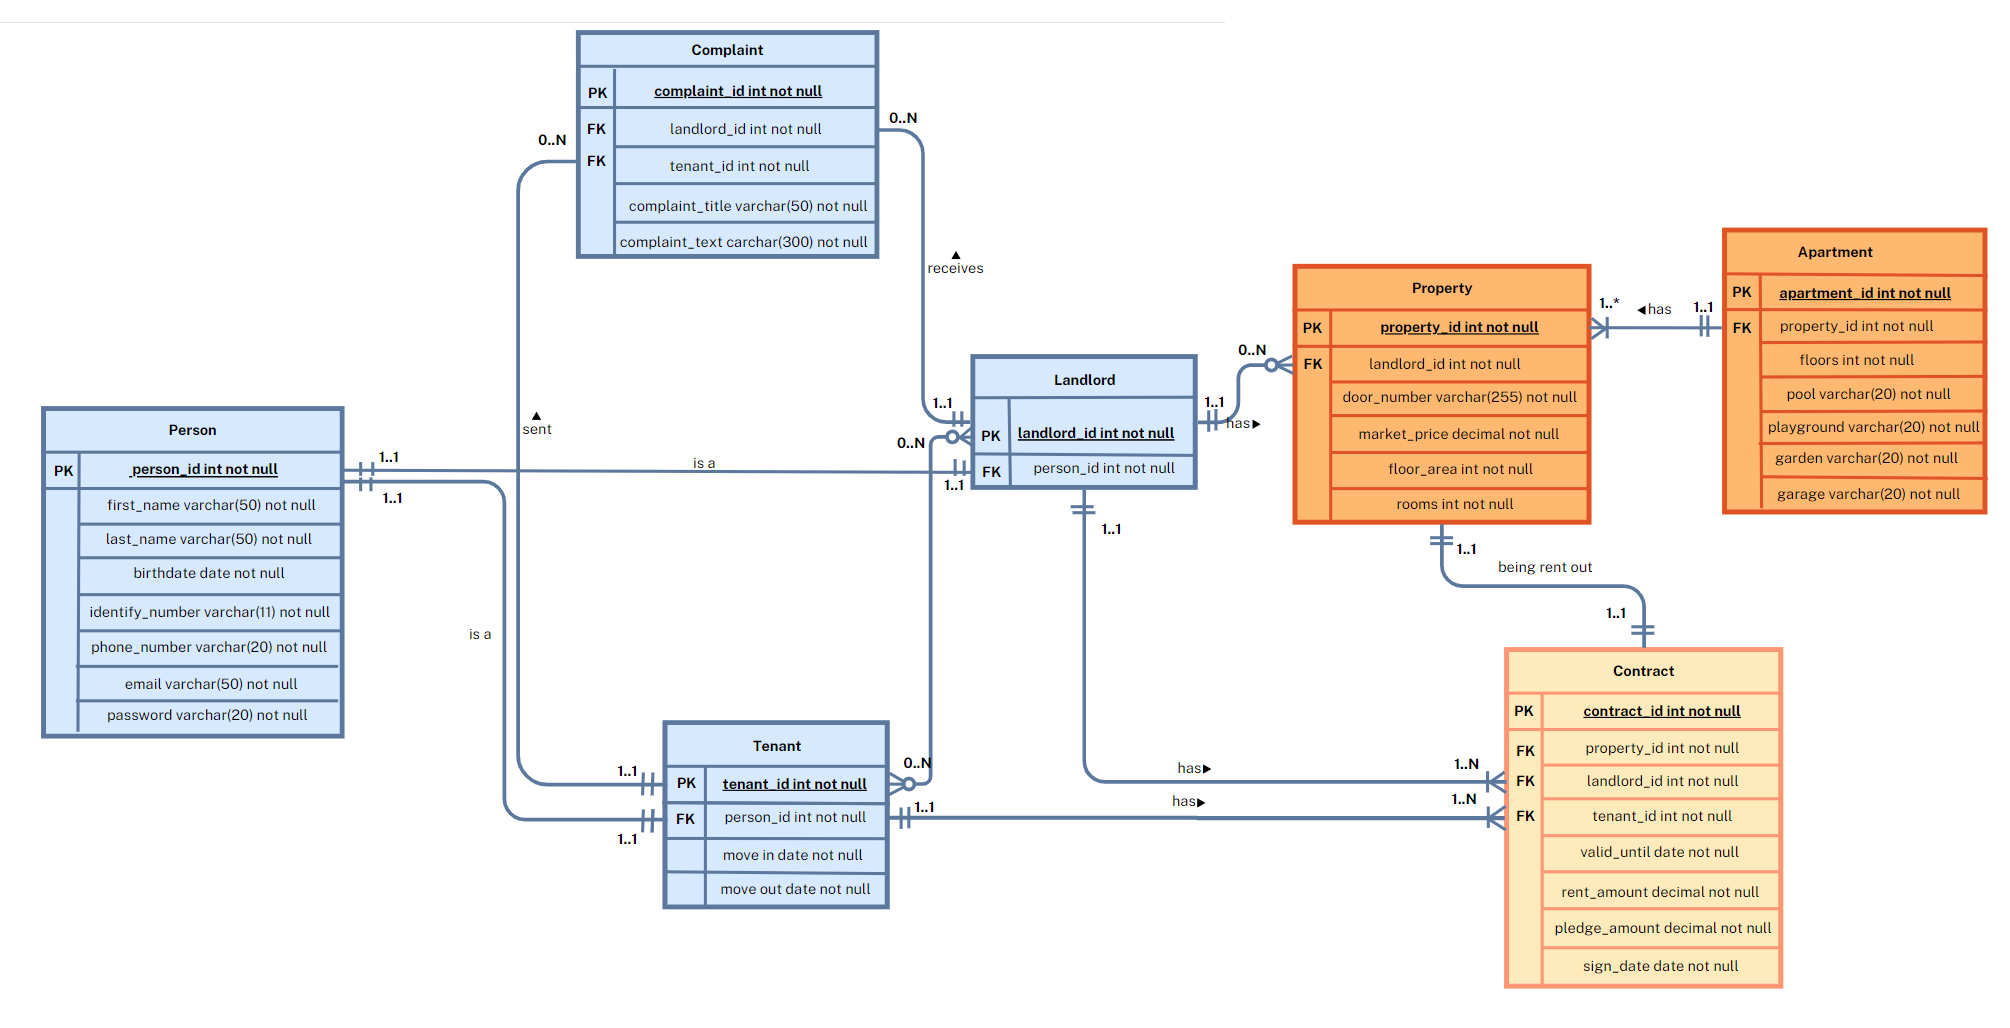 Complaint
PK complaint_id int not null
FK landlord_id int not null
FK tenant_id int not null
complaint_title varchar(50) not null
complaint_text carchar(300) not null
0..N
0..N
▲
receives
▲
sent
Person
PK person_id int not null
first_name varchar(50) not null
last_name varchar(50) not null
birthdate date not null
identify_number varchar(11) not null
phone_number varchar(20) not null
email varchar(50) not null
password varchar(20) not null
1..1
1..1
is a
is a
Landlord
PK landlord_id int not null
FK person_id int not null
1..1
0..N
1..1
1..1
has▶
1..1
0..N
Property
PK property_id int not null
FK landlord_id int not null
door_number varchar(255) not null
market_price decimal not null
floor_area int not null
rooms int not null
1..*
◀has
1..1
Apartment
PK apartment_id int not null
FK property_id int not null
floors int not null
pool varchar(20) not null
playground varchar(20) not null
garden varchar(20) not null
garage varchar(20) not null
1..1
being rent out
1..1
Tenant
PK tenant_id int not null
FK person_id int not null
move in date not null
move out date not null
1..1
1..1
0..N
1..1
has▶
1..N
has▶
1..N
Contract
PK contract_id int not null
FK property_id int not null
FK landlord_id int not null
FK tenant_id int not null
valid_until date not null
rent_amount decimal not null
pledge_amount decimal not null
sign_date date not null